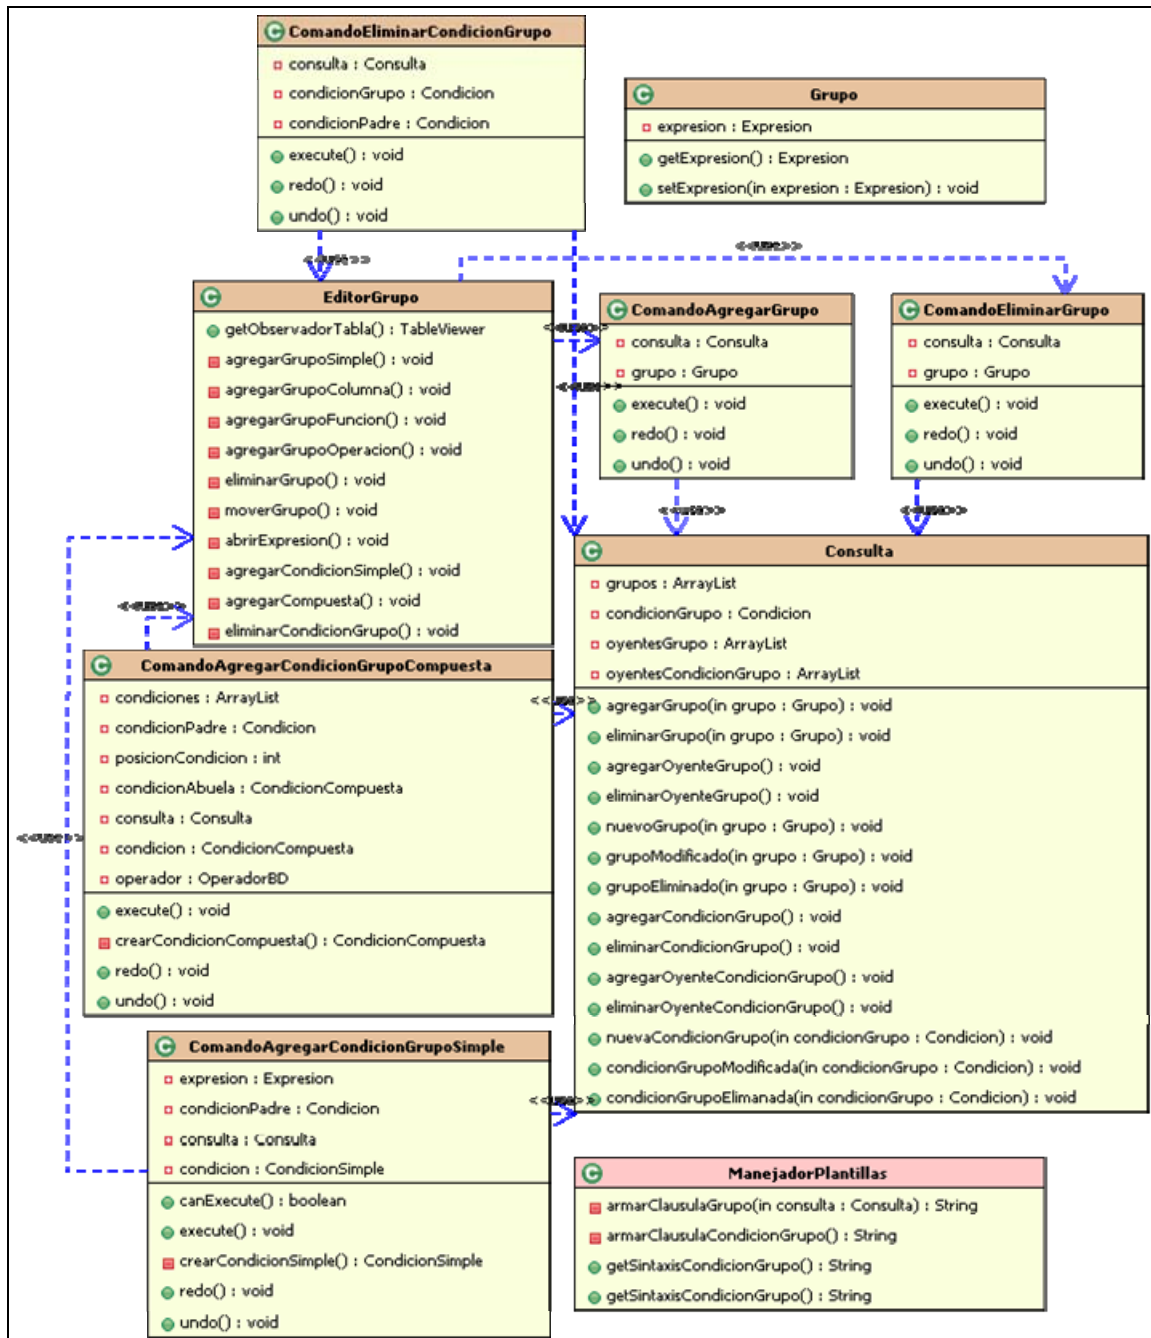 ComandoEliminarCondicionGrupo
consulta : Consulta
condicionGrupo : Condicion
condicionPadre : Condicion
execute() : void
redo() : void
undo() : void
Grupo
expresion : Expresion
getExpresion() : Expresion
setExpresion(in expresion : Expresion) : void
<<use>>
<<use>>
EditorGrupo
getObservadorTabla() : TableViewer
agregarGrupoSimple() : void
agregarGrupoColumna() : void
agregarGrupoFuncion() : void
agregarGrupoOperacion() : void
eliminarGrupo() : void
moverGrupo() : void
abrirExpresion() : void
agregarCondicionSimple() : void
agregarCompuesta() : void
eliminarCondicionGrupo() : void
<<use>>
<<use>>
ComandoAgregarGrupo
consulta : Consulta
grupo : Grupo
execute() : void
redo() : void
undo() : void
ComandoEliminarGrupo
consulta : Consulta
grupo : Grupo
execute() : void
redo() : void
undo() : void
<<use>>
<<use>>
<<use>>
ComandoAgregarCondicionGrupoCompuesta
condiciones : ArrayList
condicionPadre : Condicion
posicionCondicion : int
condicionAbuela : CondicionCompuesta
consulta : Consulta
condicion : CondicionCompuesta
operador : OperadorBD
execute() : void
crearCondicionCompuesta() : CondicionCompuesta
redo() : void
undo() : void
<<use>>
<<use>>
Consulta
grupos : ArrayList
condicionGrupo : Condicion
oyentesGrupo : ArrayList
oyentesCondicionGrupo : ArrayList
agregarGrupo(in grupo : Grupo) : void
eliminarGrupo(in grupo : Grupo) : void
agregarOyenteGrupo() : void
eliminarOyenteGrupo() : void
nuevoGrupo(in grupo : Grupo) : void
grupoModificado(in grupo : Grupo) : void
grupoEliminado(in grupo : Grupo) : void
agregarCondicionGrupo() : void
eliminarCondicionGrupo() : void
agregarOyenteCondicionGrupo() : void
eliminarOyenteCondicionGrupo() : void
nuevaCondicionGrupo(in condicionGrupo : Condicion) : void
condicionGrupoModificada(in condicionGrupo : Condicion) : void
condicionGrupoElimanada(in condicionGrupo : Condicion) : void
ComandoAgregarCondicionGrupoSimple
expresion : Expresion
condicionPadre : Condicion
consulta : Consulta
condicion : CondicionSimple
canExecute() : boolean
execute() : void
crearCondicionSimple() : CondicionSimple
redo() : void
undo() : void
<<use>>
ManejadorPlantillas
armarClausulaGrupo(in consulta : Consulta) : String
armarClausulaCondicionGrupo() : String
getSintaxisCondicionGrupo() : String
getSintaxisCondicionGrupo() : String